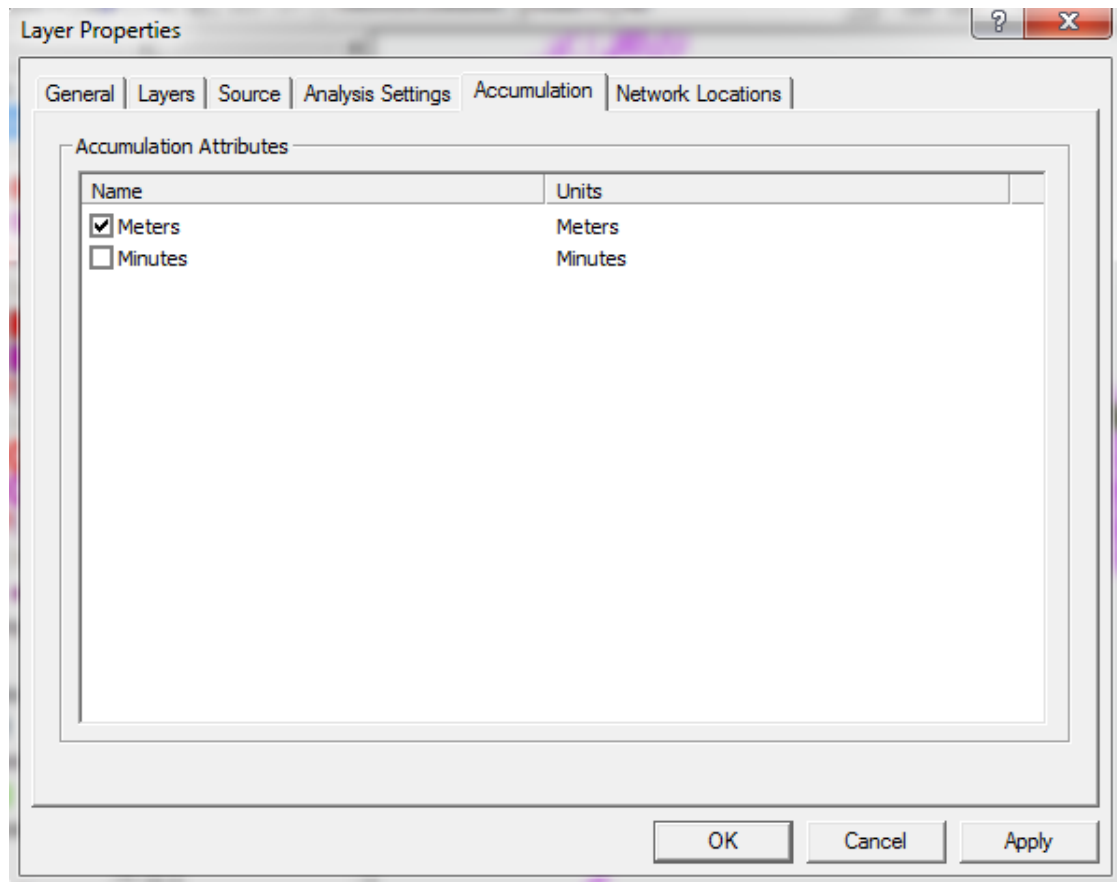 Layer Properties
General Layers Source Analysis Settings Accumulation Network Locations
Accumulation Attributes
Name Units
Meters Meters
Minutes Minutes
OK Cancel Apply